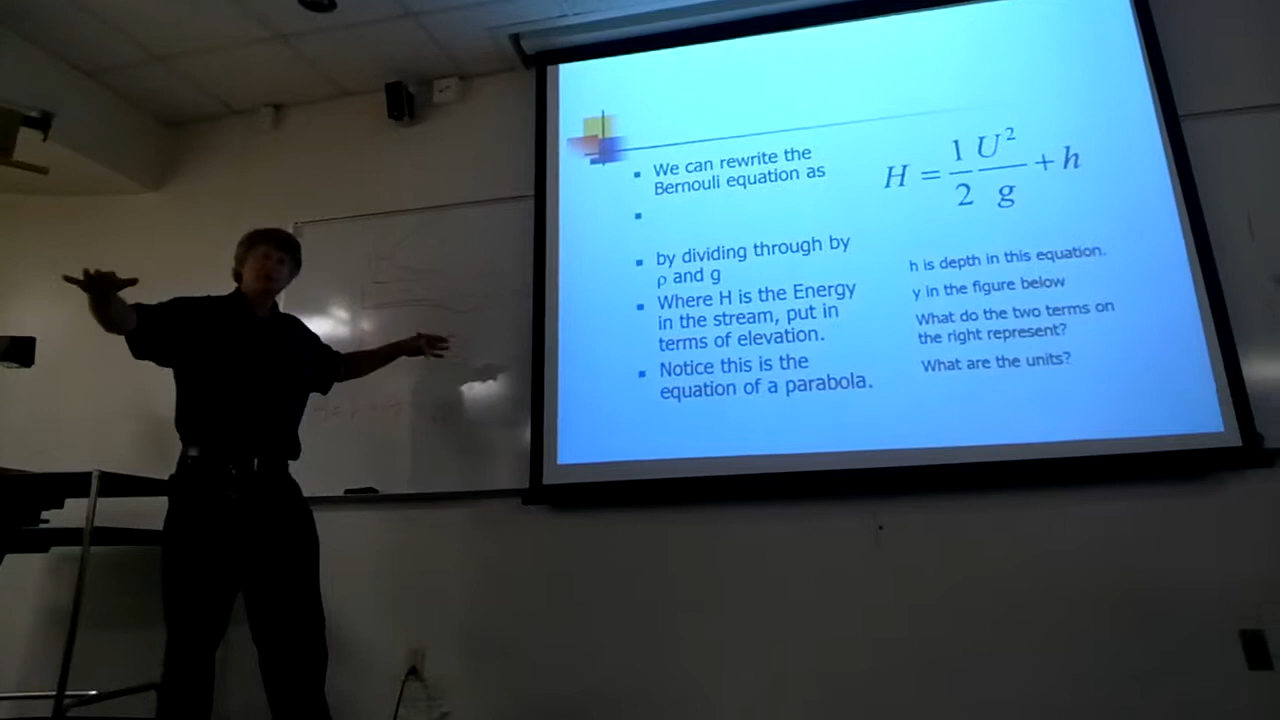 We can rewrite the
Bernouli equation as
by dividing through by
ρ and g
Where H is the Energy
in the stream, put in
terms of elevation.
Notice this is the
equation of a parabola.
H = 1/2 U²/g + h
h is depth in this equation.
y in the figure below
What do the two terms on
the right represent?
What are the units?